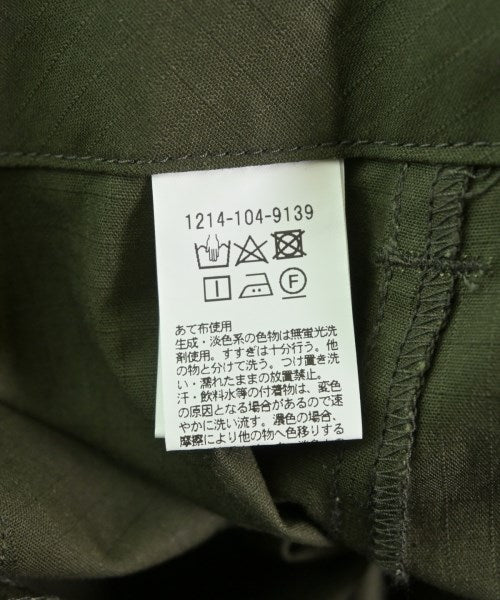 1214-104-9139
F
あて布使用
生成・淡色系の色物は無蛍光洗
剤使用。すすぎは十分行う。他
の物と分けて洗う。つけ置き洗
い・濡れたままの放置禁止。
汗・飲料水等の付着物は、変色
の原因となる場合があるので速
やかに洗い流す。濃色の場合、
摩擦により他の物へ色移りする